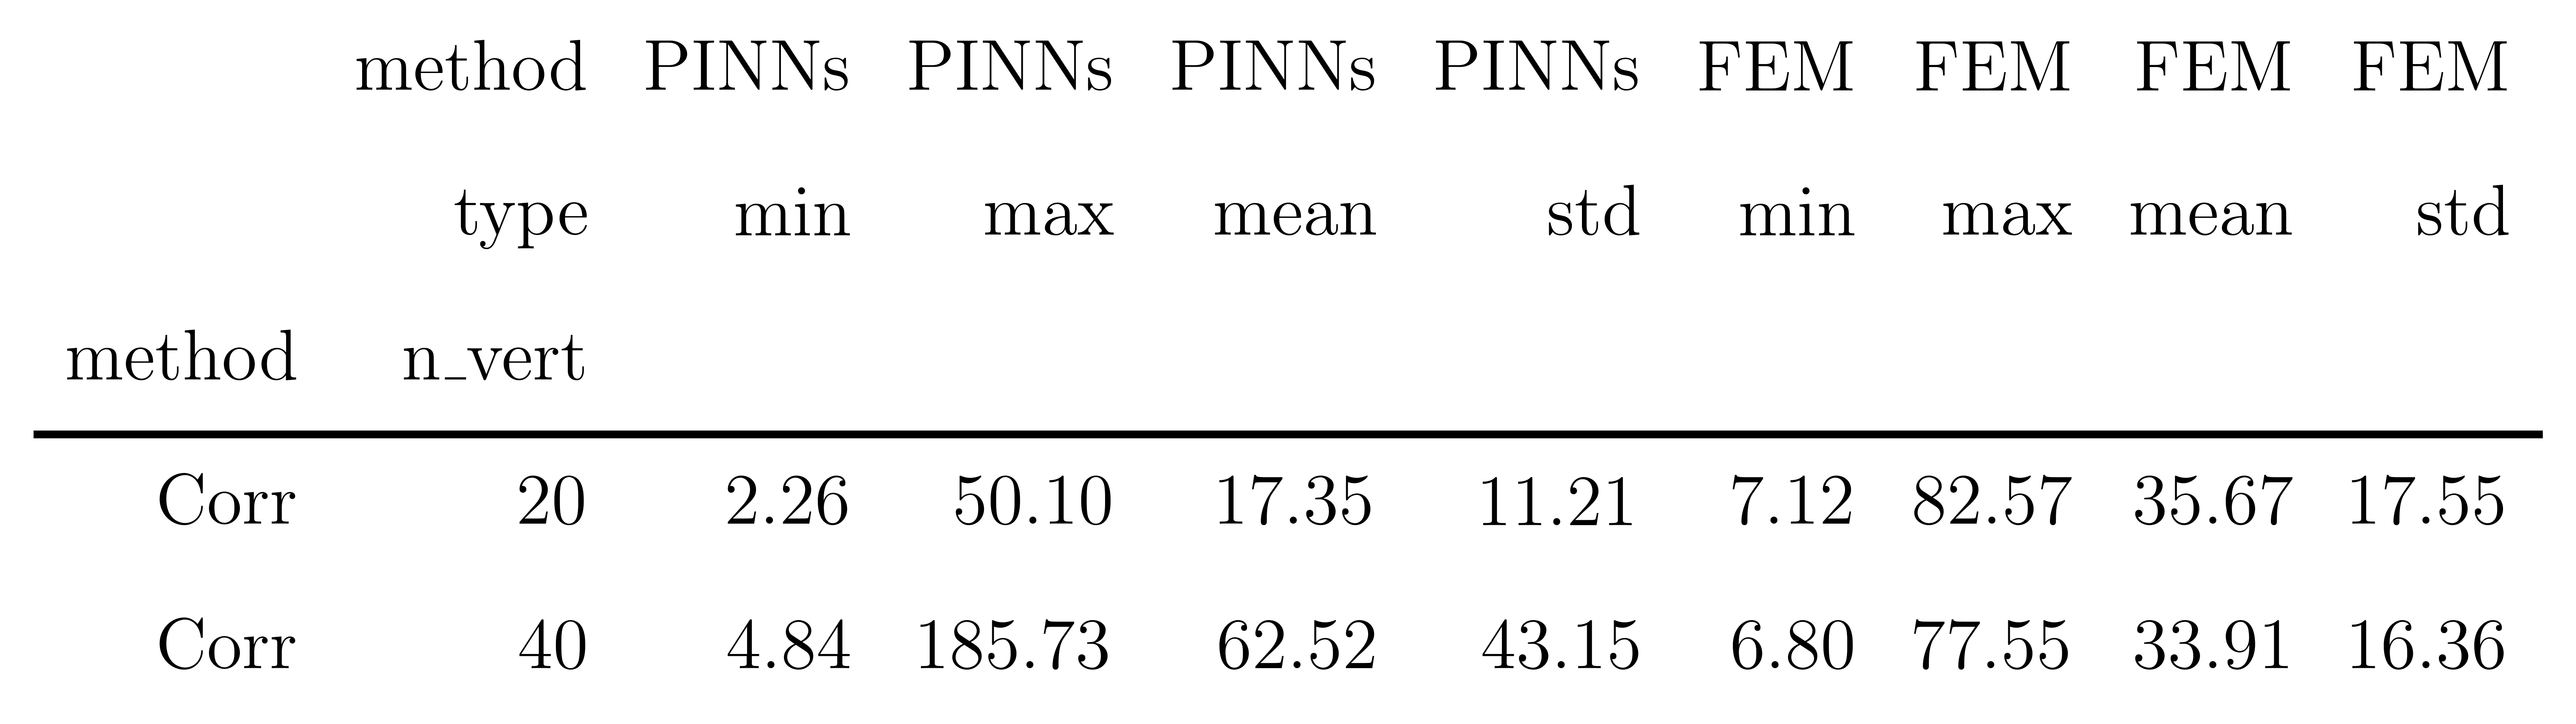 method PINNs PINNs PINNs PINNs FEM FEM FEM FEM
type min max mean std min max mean std
method n_vert
Corr 20 2.26 50.10 17.35 11.21 7.12 82.57 35.67 17.55
Corr 40 4.84 185.73 62.52 43.15 6.80 77.55 33.91 16.36